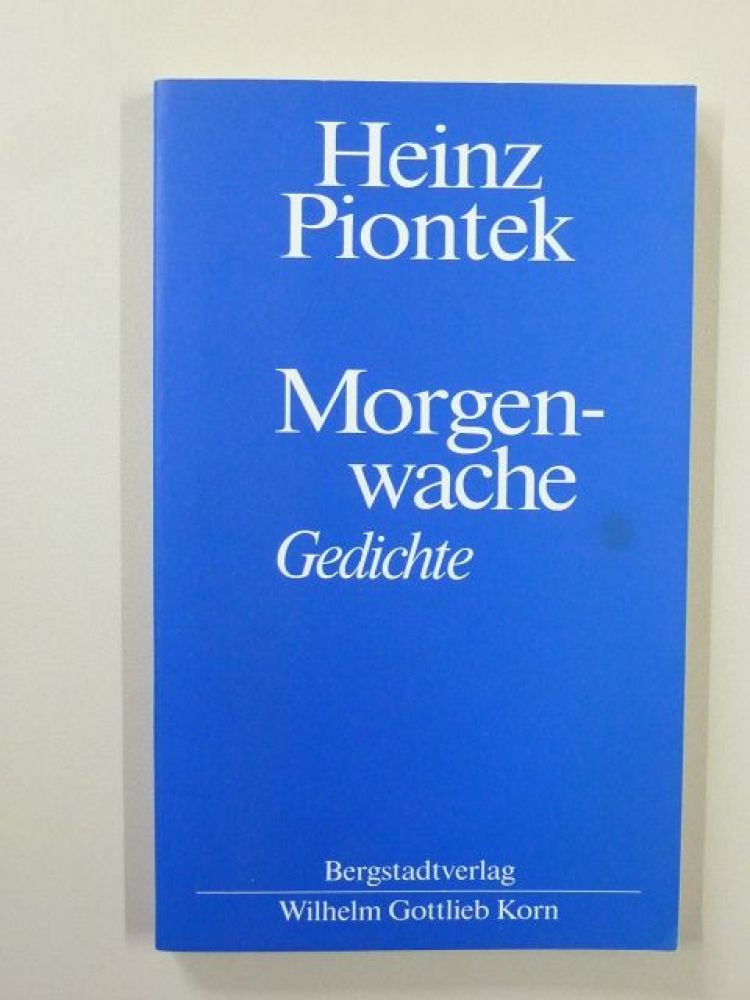 Heinz
Piontek
Morgen-
wache
Gedichte
Bergstadtverlag
Wilhelm Gottlieb Korn